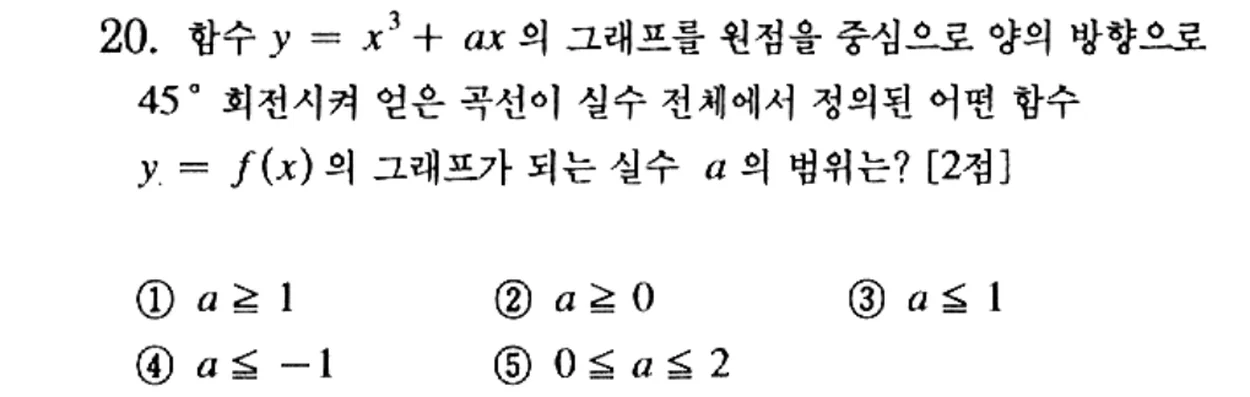 20. 함수 y = x³ + ax 의 그래프를 원점을 중심으로 양의 방향으로
45° 회전시켜 얻은 곡선이 실수 전체에서 정의된 어떤 함수
y = f(x) 의 그래프가 되는 실수 a 의 범위는? [2점]
① a ≧ 1 ② a ≧ 0 ③ a ≦ 1
④ a ≦ −1 ⑤ 0 ≦ a ≦ 2